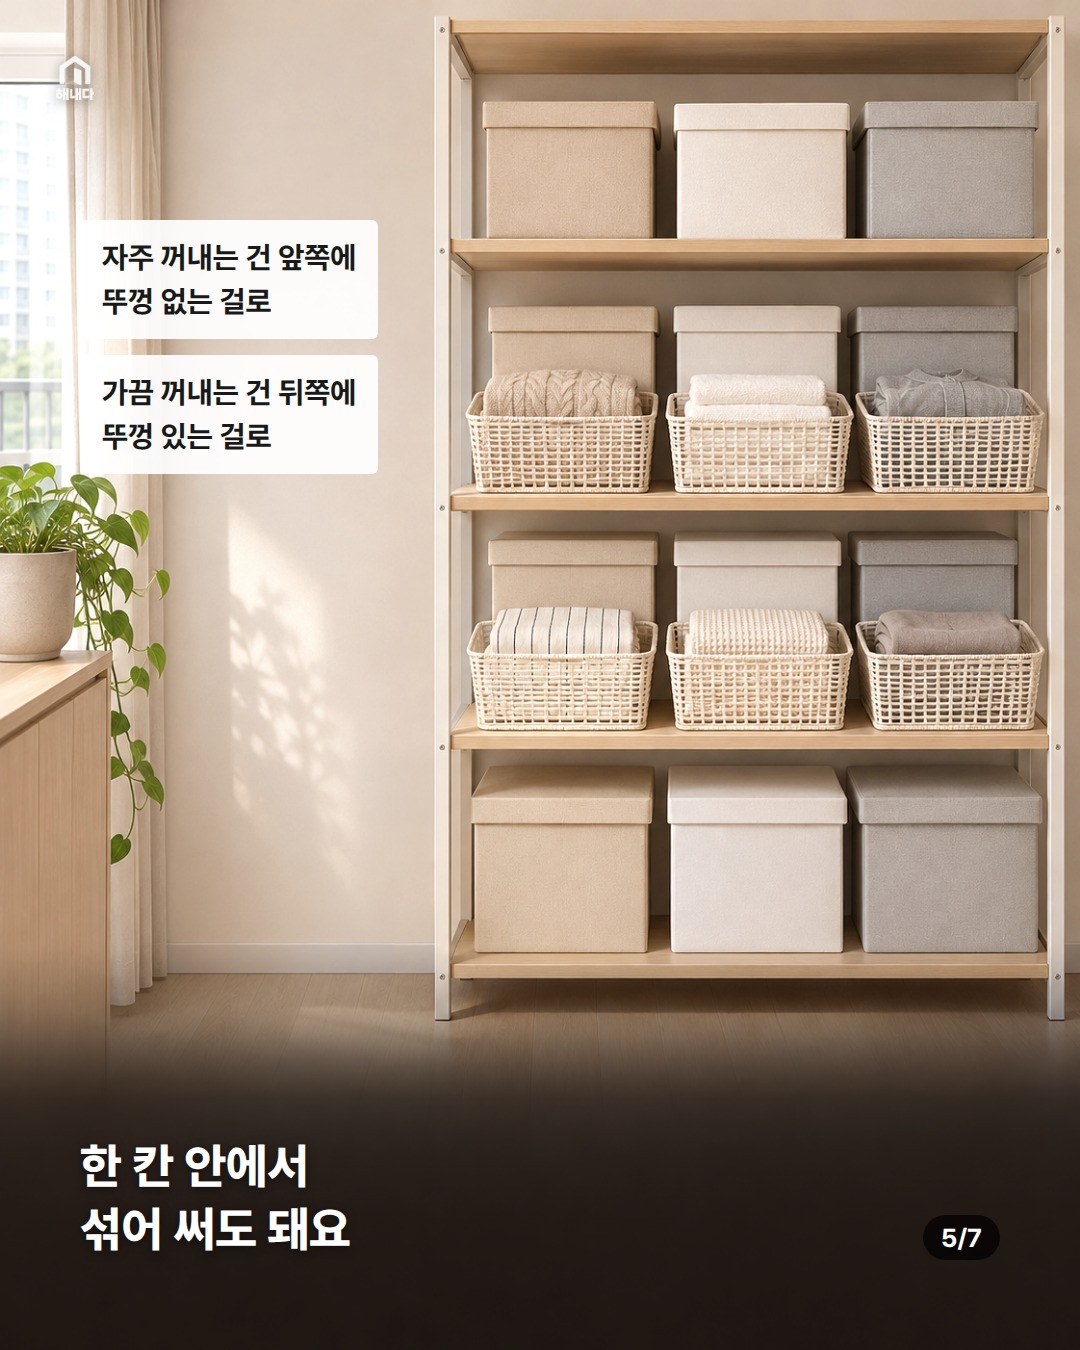 해내다
자주 꺼내는 건 앞쪽에
뚜껑 없는 걸로
가끔 꺼내는 건 뒤쪽에
뚜껑 있는 걸로
한 칸 안에서
섞어 써도 돼요
5/7